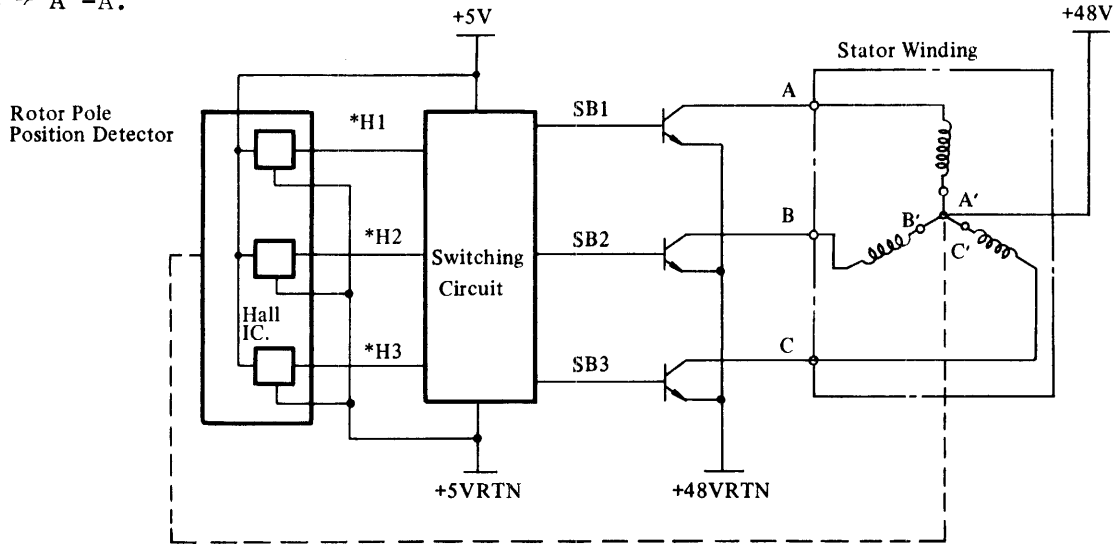 A' -A.
+5V
+48V
Stator Winding
Rotor Pole
Position Detector
*H1
SB1
A
A'
*H2
SB2
B
B'
C'
Switching
Circuit
Hall
IC.
*H3
SB3
C
+5VRTN
+48VRTN